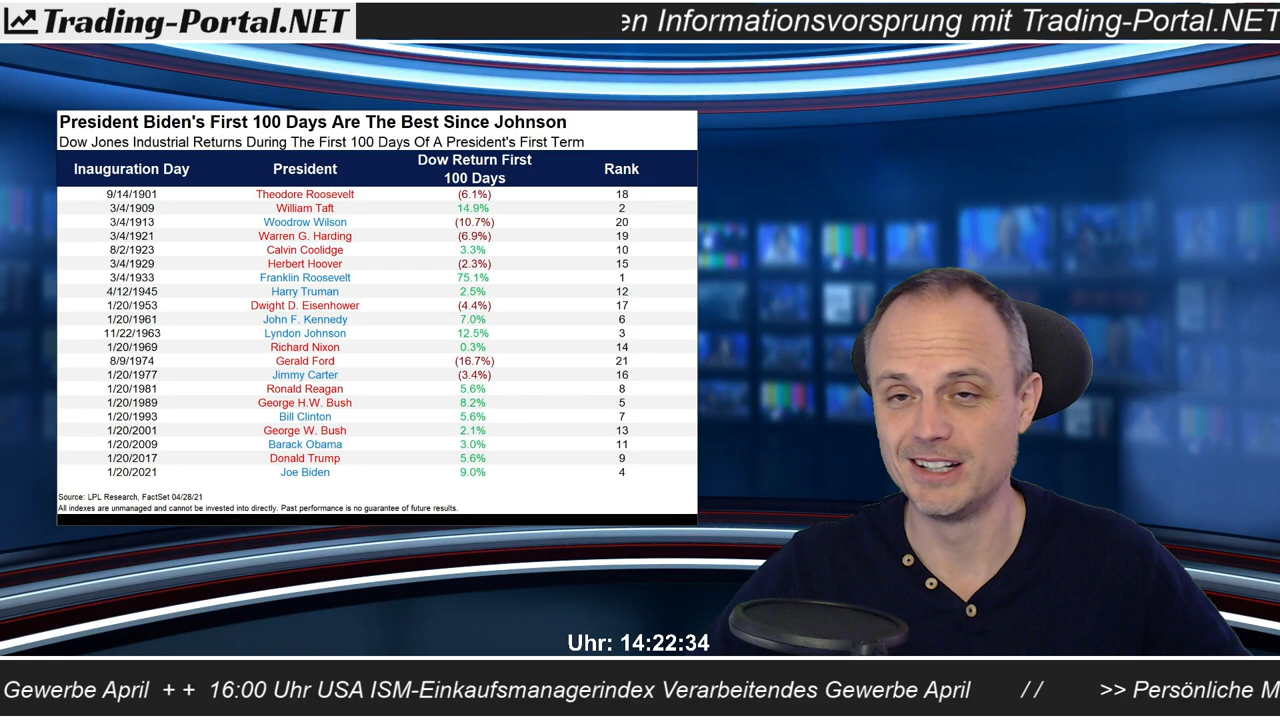 Trading-Portal.NET
en Informationsvorsprung mit Trading-Portal.NET
President Biden's First 100 Days Are The Best Since Johnson
Dow Jones Industrial Returns During The First 100 Days Of A President's First Term
Inauguration Day President Dow Return First 100 Days Rank
9/14/1901 Theodore Roosevelt (6.1%) 18
3/4/1909 William Taft 14.9% 2
3/4/1913 Woodrow Wilson (10.7%) 20
3/4/1921 Warren G. Harding (6.9%) 19
8/2/1923 Calvin Coolidge 3.3% 10
3/4/1929 Herbert Hoover (2.3%) 15
3/4/1933 Franklin Roosevelt 75.1% 1
4/12/1945 Harry Truman 2.5% 12
1/20/1953 Dwight D. Eisenhower (4.4%) 17
1/20/1961 John F. Kennedy 7.0% 6
11/22/1963 Lyndon Johnson 12.5% 3
1/20/1969 Richard Nixon 0.3% 14
8/9/1974 Gerald Ford (16.7%) 21
1/20/1977 Jimmy Carter (3.4%) 16
1/20/1981 Ronald Reagan 5.6% 8
1/20/1989 George H.W. Bush 8.2% 5
1/20/1993 Bill Clinton 5.6% 7
1/20/2001 George W. Bush 2.1% 13
1/20/2009 Barack Obama 3.0% 11
1/20/2017 Donald Trump 5.6% 9
1/20/2021 Joe Biden 9.0% 4
Source: LPL Research, FactSet 04/28/21
All indexes are unmanaged and cannot be invested into directly. Past performance is no guarantee of future results.
Uhr: 14:22:34
Gewerbe April + + 16:00 Uhr USA ISM-Einkaufsmanagerindex Verarbeitendes Gewerbe April // >> Persönliche M